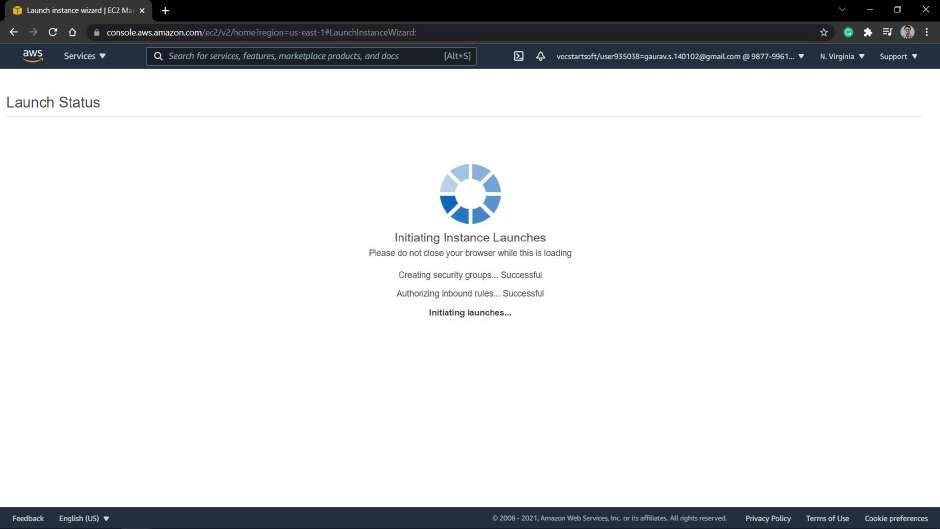 Launch instance wizard | EC2 Ma
console.aws.amazon.com/ec2/v2/home?region=us-east-1#LaunchInstanceWizard:
aws Services Search for services, features, marketplace products, and docs [Alt+S] vocstartsoft/user935038=gaurav.s.140102@gmail.com @ 9877-9961... N. Virginia Support
Launch Status
Initiating Instance Launches
Please do not close your browser while this is loading
Creating security groups... Successful
Authorizing inbound rules... Successful
Initiating launches...
Feedback English (US) © 2008 - 2021, Amazon Web Services, Inc. or its affiliates. All rights reserved. Privacy Policy Terms of Use Cookie preferences